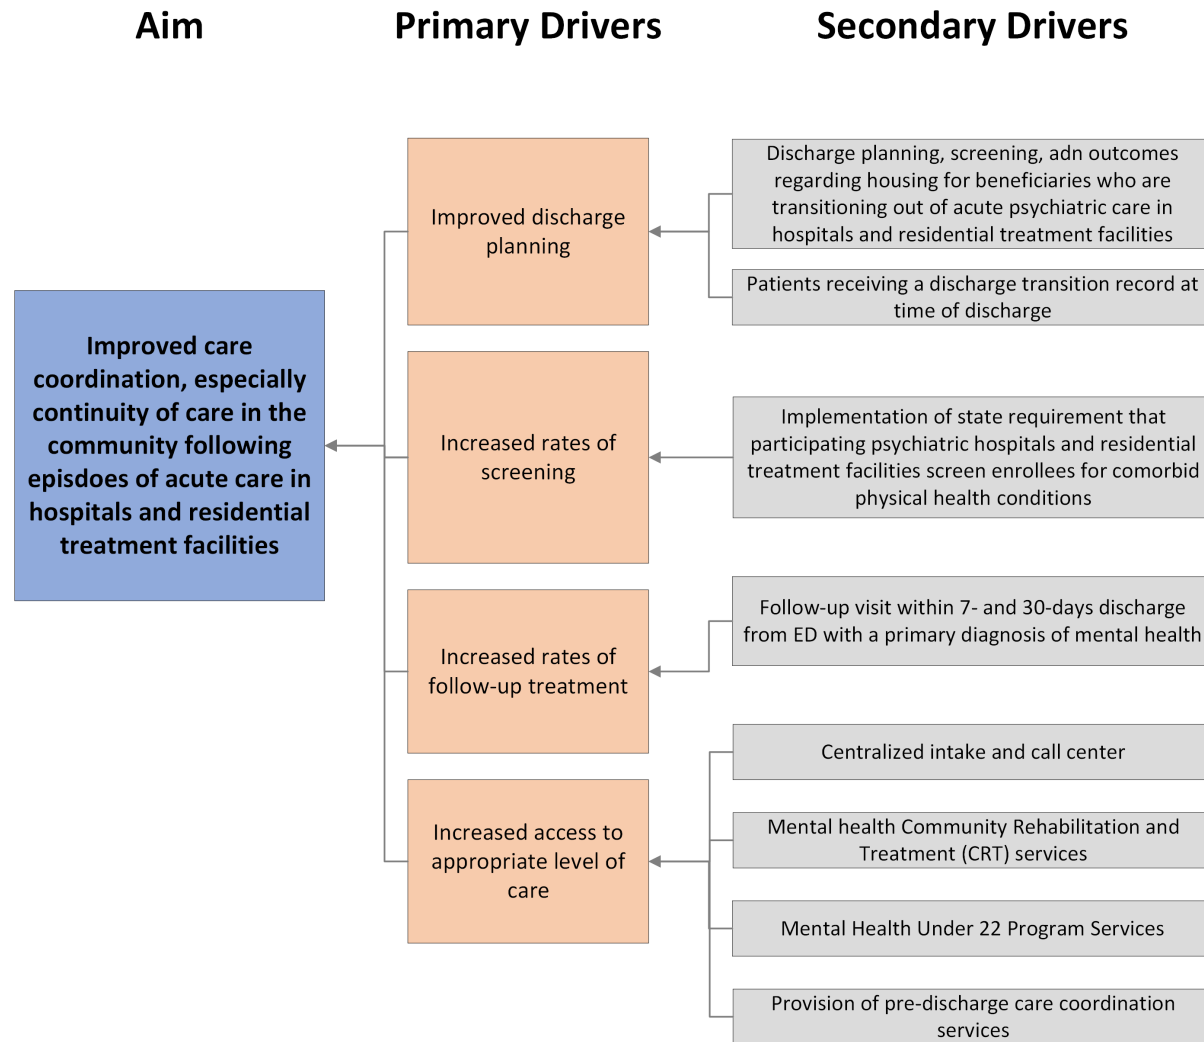 Aim
Primary Drivers
Secondary Drivers
Improved care
coordination, especially
continuity of care in the
community following
episdoes of acute care in
hospitals and residential
treatment facilities
Improved discharge
planning
Increased rates of
screening
Increased rates of
follow-up treatment
Increased access to
appropriate level of
care
Discharge planning, screening, adn outcomes
regarding housing for beneficiaries who are
transitioning out of acute psychiatric care in
hospitals and residential treatment facilities
Patients receiving a discharge transition record at
time of discharge
Implementation of state requirement that
participating psychiatric hospitals and residential
treatment facilities screen enrollees for comorbid
physical health conditions
Follow-up visit within 7- and 30-days discharge
from ED with a primary diagnosis of mental health
Centralized intake and call center
Mental health Community Rehabilitation and
Treatment (CRT) services
Mental Health Under 22 Program Services
Provision of pre-discharge care coordination
services